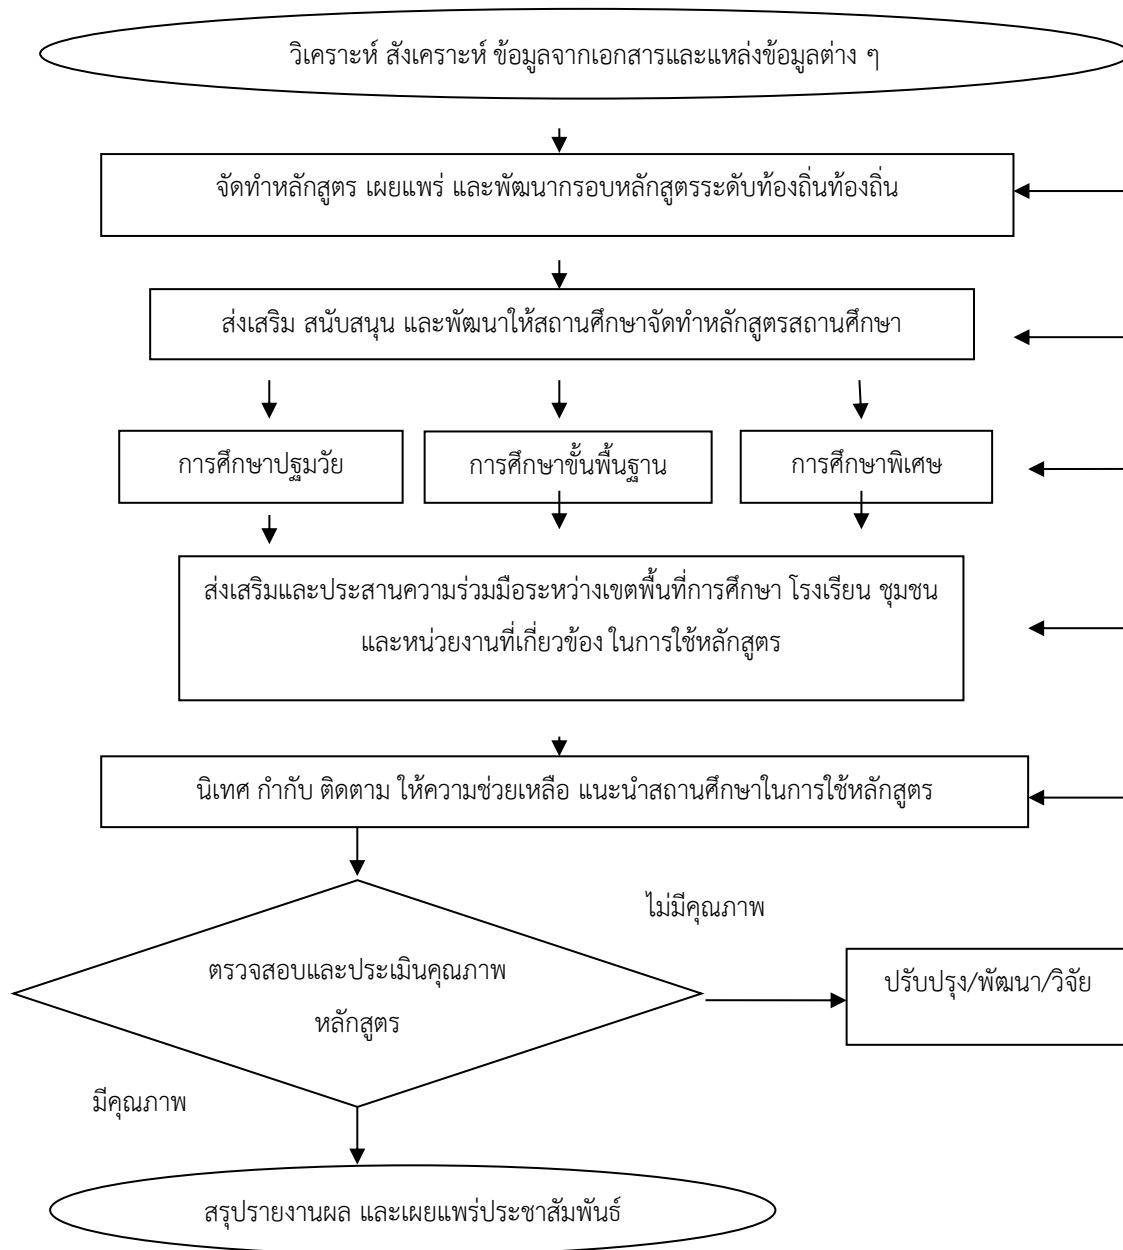 วิเคราะห์ สังเคราะห์ ข้อมูลจากเอกสารและแหล่งข้อมูลต่าง ๆ
จัดทำหลักสูตร เผยแพร่ และพัฒนากรอบหลักสูตรระดับท้องถิ่นท้องถิ่น
ส่งเสริม สนับสนุน และพัฒนาให้สถานศึกษาจัดทำหลักสูตรสถานศึกษา
การศึกษาปฐมวัย
การศึกษาขั้นพื้นฐาน
การศึกษาพิเศษ
ส่งเสริมและประสานความร่วมมือระหว่างเขตพื้นที่การศึกษา โรงเรียน ชุมชน
และหน่วยงานที่เกี่ยวข้อง ในการใช้หลักสูตร
นิเทศ กำกับ ติดตาม ให้ความช่วยเหลือ แนะนำสถานศึกษาในการใช้หลักสูตร
ไม่มีคุณภาพ
ตรวจสอบและประเมินคุณภาพ
หลักสูตร
ปรับปรุง/พัฒนา/วิจัย
มีคุณภาพ
สรุปรายงานผล และเผยแพร่ประชาสัมพันธ์